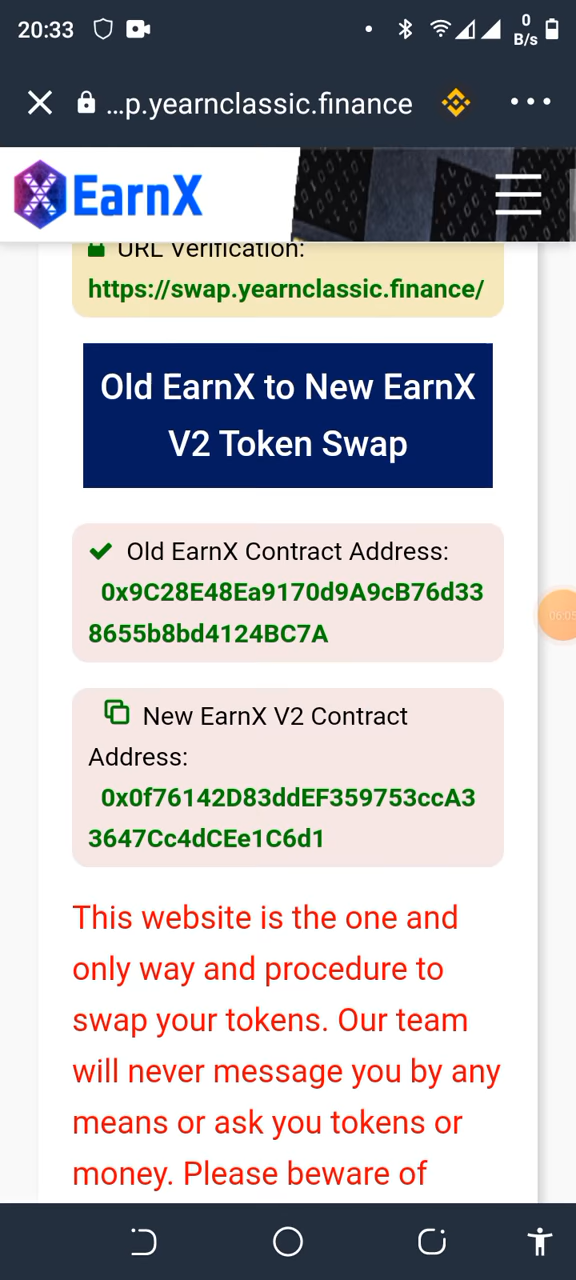 20:33
0
B/s
...p.yearnclassic.finance
EarnX
URL Verification:
https://swap.yearnclassic.finance/
Old EarnX to New EarnX
V2 Token Swap
Old EarnX Contract Address:
0x9C28E48Ea9170d9A9cB76d33
8655b8bd4124BC7A
06:05
New EarnX V2 Contract
Address:
0x0f76142D83ddEF359753ccA3
3647Cc4dCEe1C6d1
This website is the one and
only way and procedure to
swap your tokens. Our team
will never message you by any
means or ask you tokens or
money. Please beware of